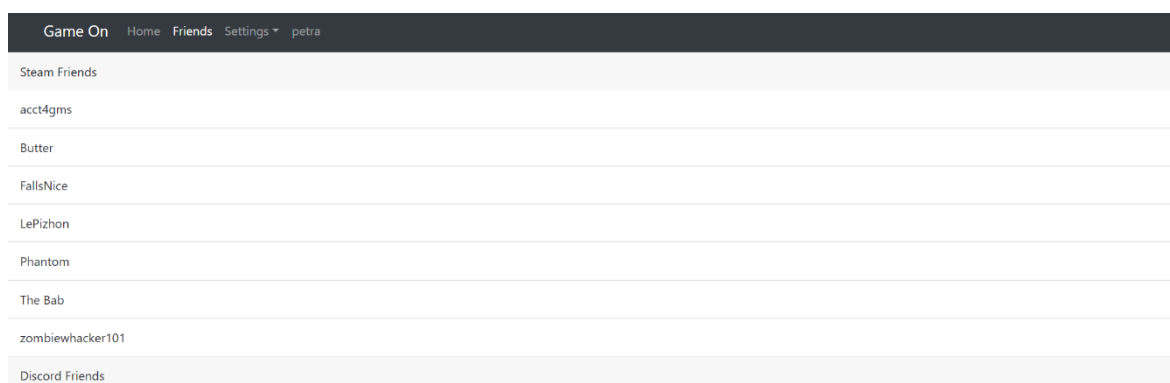 Game On Home Friends Settings petra
Steam Friends
acct4gms
Butter
FallsNice
LePizhon
Phantom
The Bab
zombiewhacker101
Discord Friends